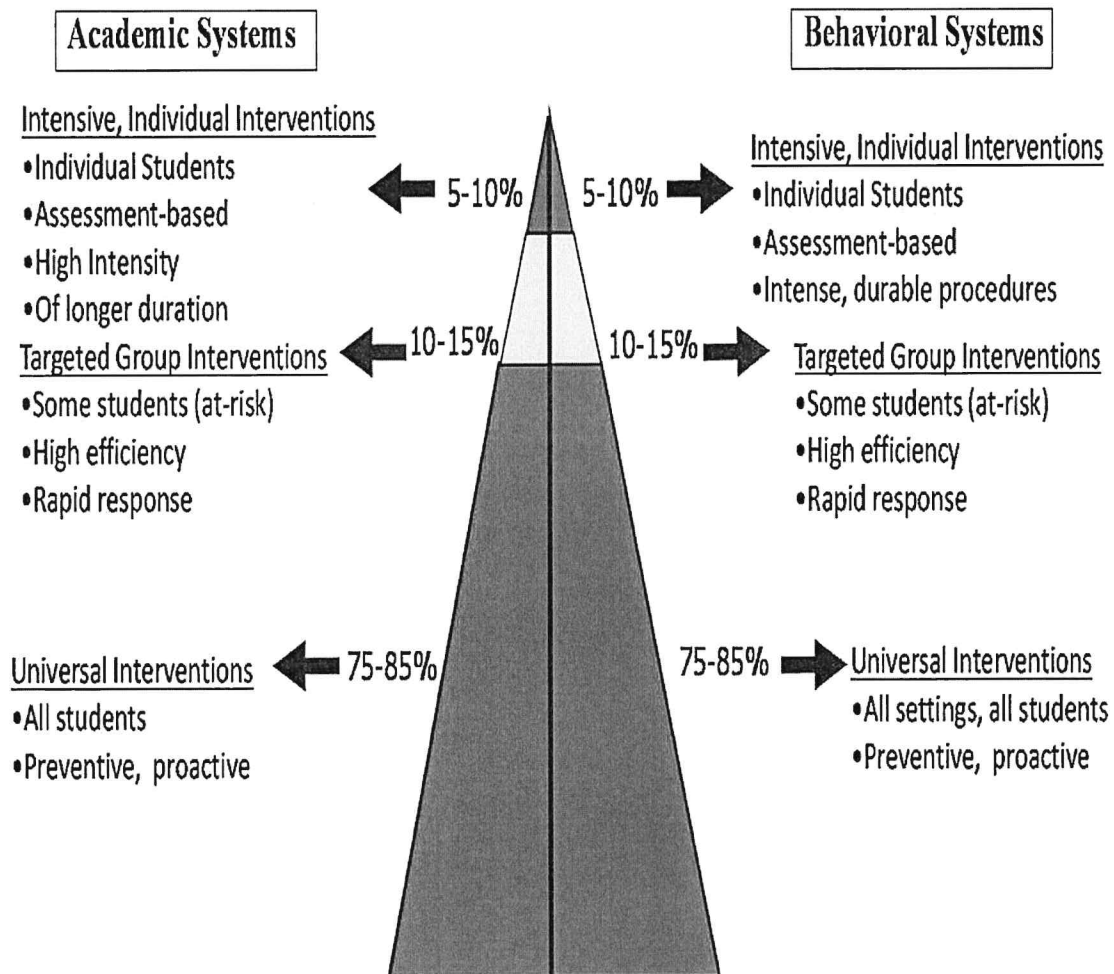 Academic Systems
Intensive, Individual Interventions
•Individual Students
•Assessment-based
•High Intensity
•Of longer duration
5-10%
10-15%
Targeted Group Interventions
•Some students (at-risk)
•High efficiency
•Rapid response
75-85%
Universal Interventions
•All students
•Preventive, proactive
Behavioral Systems
5-10%
Intensive, Individual Interventions
•Individual Students
•Assessment-based
•Intense, durable procedures
10-15%
Targeted Group Interventions
•Some students (at-risk)
•High efficiency
•Rapid response
75-85%
Universal Interventions
•All settings, all students
•Preventive, proactive